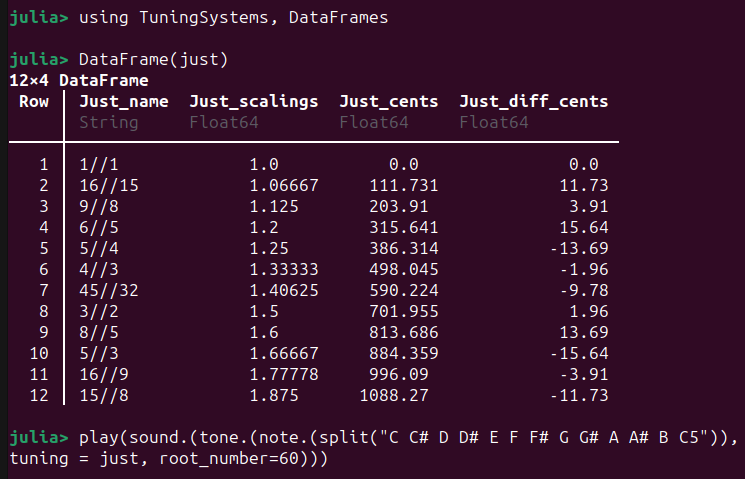 julia> using TuningSystems, DataFrames
julia> DataFrame(just)
12×4 DataFrame
Row Just_name Just_scalings Just_cents Just_diff_cents
String Float64 Float64 Float64
1 1//1 1.0 0.0 0.0
2 16//15 1.06667 111.731 11.73
3 9//8 1.125 203.91 3.91
4 6//5 1.2 315.641 15.64
5 5//4 1.25 386.314 -13.69
6 4//3 1.33333 498.045 -1.96
7 45//32 1.40625 590.224 -9.78
8 3//2 1.5 701.955 1.96
9 8//5 1.6 813.686 13.69
10 5//3 1.66667 884.359 -15.64
11 16//9 1.77778 996.09 -3.91
12 15//8 1.875 1088.27 -11.73
julia> play(sound.(tone.(note.(split("C C# D D# E F F# G G# A A# B C5")),
tuning = just, root_number=60)))